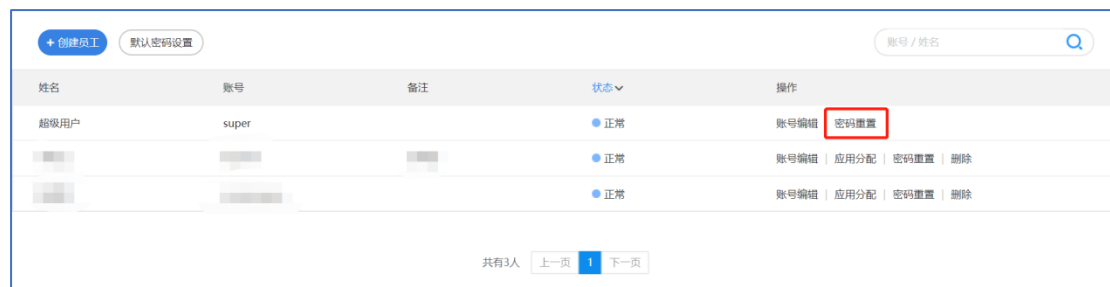 + 创建员工 默认密码设置 账号 / 姓名
姓名 账号 备注 状态 操作
超级用户 super 正常 账号编辑 密码重置
正常 账号编辑 | 应用分配 | 密码重置 | 删除
正常 账号编辑 | 应用分配 | 密码重置 | 删除
共有3人 上一页 1 下一页